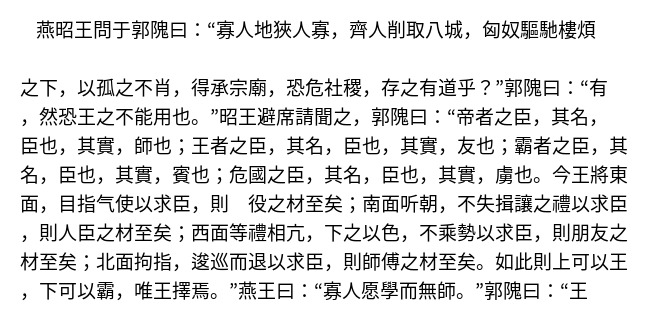 燕昭王問于郭隗曰：“寡人地狹人寡，齊人削取八城，匈奴驅馳樓煩
之下，以孤之不肖，得承宗廟，恐危社稷，存之有道乎？”郭隗曰：“有
，然恐王之不能用也。”昭王避席請聞之，郭隗曰：“帝者之臣，其名，
臣也，其實，師也；王者之臣，其名，臣也，其實，友也；霸者之臣，其
名，臣也，其實，賓也；危國之臣，其名，臣也，其實，虜也。今王將東
面，目指气使以求臣，則　役之材至矣；南面听朝，不失揖讓之禮以求臣
，則人臣之材至矣；西面等禮相亢，下之以色，不乘勢以求臣，則朋友之
材至矣；北面拘指，逡巡而退以求臣，則師傅之材至矣。如此則上可以王
，下可以霸，唯王擇焉。”燕王曰：“寡人愿學而無師。”郭隗曰：“王